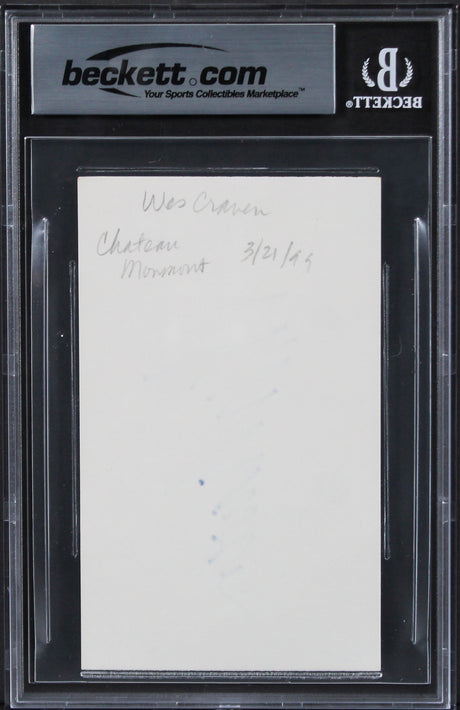 beckett.com
Your Sports Collectibles Marketplace™
B
BECKETT®
Wes Craven
Chateau 3/21/99
Monmont